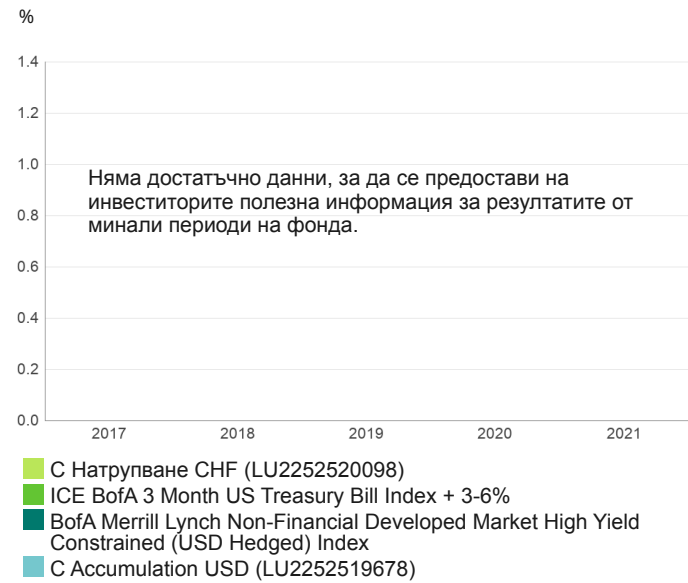 %
1.4
1.2
1.0
Няма достатъчно данни, за да се предостави на
инвеститорите полезна информация за резултатите от
минали периоди на фонда.
0.8
0.6
0.4
0.2
0.0
2017 2018 2019 2020 2021
C Натрупване CHF (LU2252520098)
ICE BofA 3 Month US Treasury Bill Index + 3-6%
BofA Merrill Lynch Non-Financial Developed Market High Yield
Constrained (USD Hedged) Index
C Accumulation USD (LU2252519678)